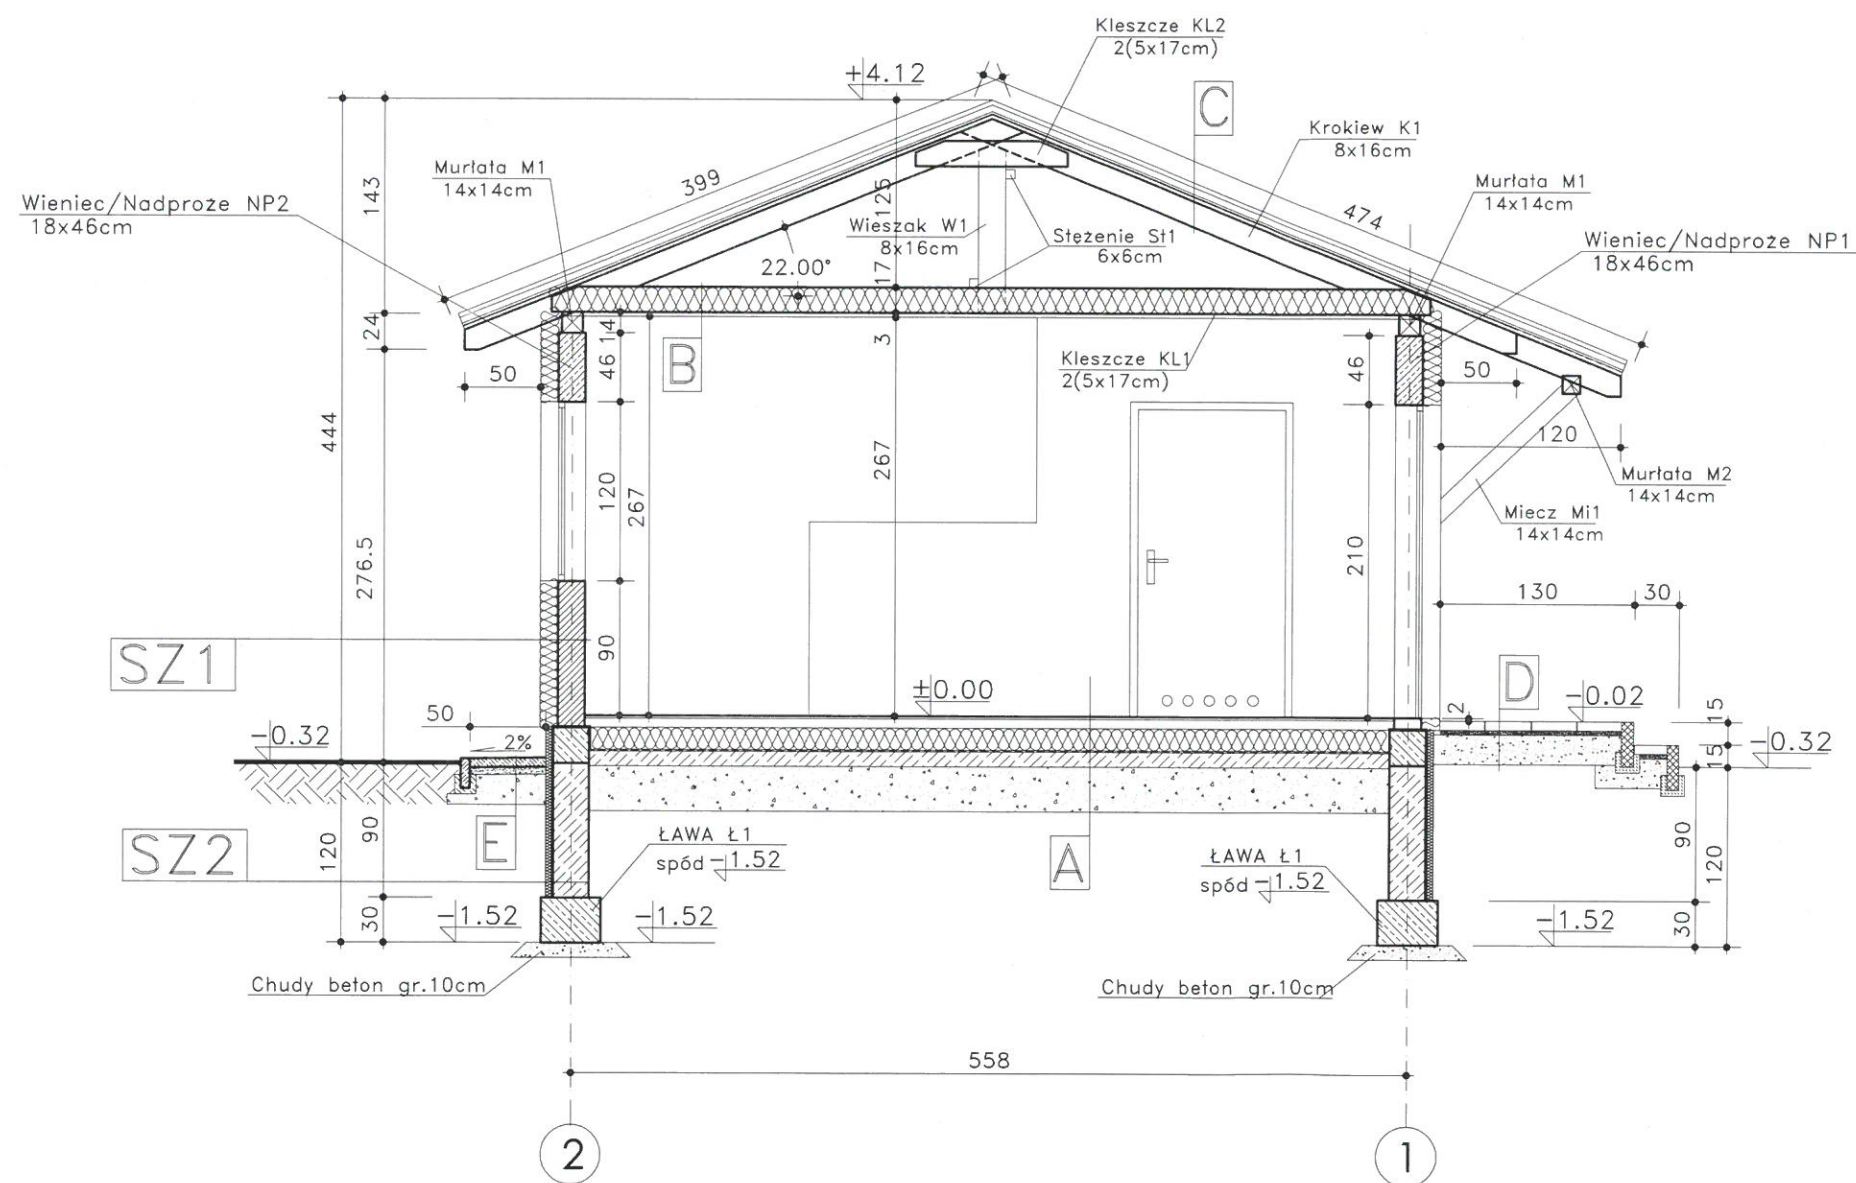 Kleszcze KL2
2(5x17cm)
+4.12
C
Krokiew K1
8x16cm
Murłata M1
14x14cm
399
125
143
Wieniec/Nadproże NP2
18x46cm
Murłata M1
14x14cm
474
Wieszak W1
8x16cm
Stężenie St1
6x6cm
Wieniec/Nadproże NP1
18x46cm
22.00°
17
24
14
3
B
46
Kleszcze KL1
2(5x17cm)
46
50
50
444
120
267
267
120
Murłata M2
14x14cm
Miecz Mi1
14x14cm
276.5
210
130
30
SZ1
90
±0.00
D
-0.02
50
2
15
-0.32
2%
15
-0.32
SZ2
120
90
E
ŁAWA Ł1
spód -1.52
A
ŁAWA Ł1
spód -1.52
90
120
30
-1.52
-1.52
-1.52
30
Chudy beton gr.10cm
Chudy beton gr.10cm
558
2
1